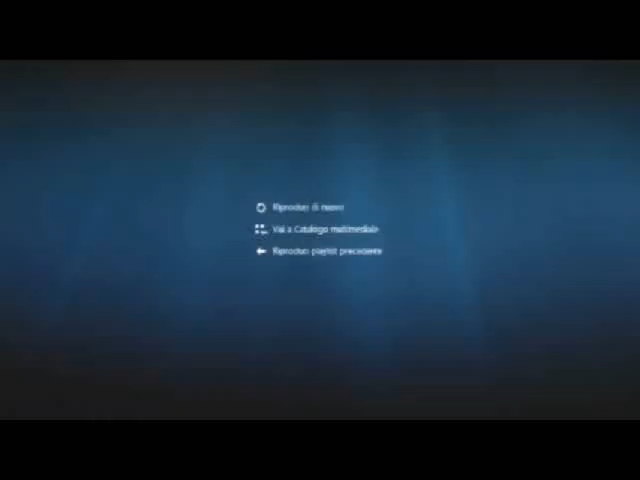 Riproduci di nuovo
Vai a Catalogo multimediale
Riproduci playlist precedente